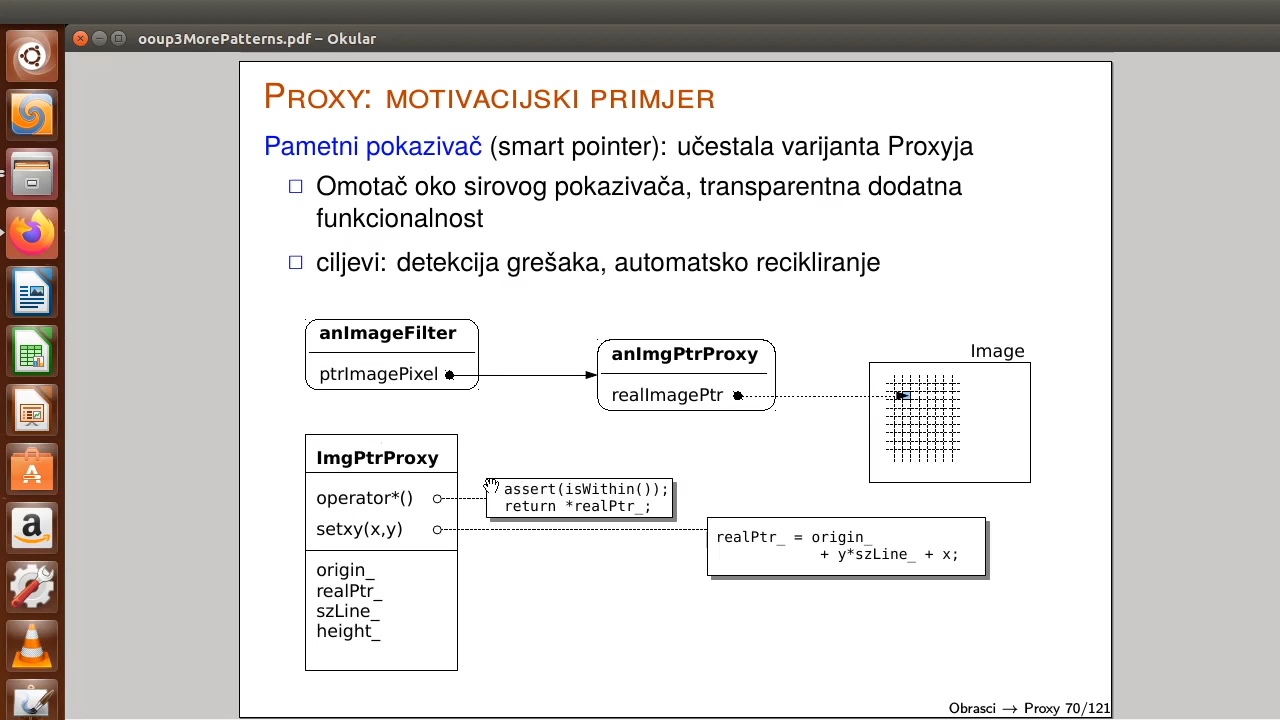 ooup3MorePatterns.pdf – Okular
PROXY: MOTIVACIJSKI PRIMJER
Pametni pokazivač (smart pointer): učestala varijanta Proxyja
Omotač oko sirovog pokazivača, transparentna dodatna
funkcionalnost
ciljevi: detekcija grešaka, automatsko recikliranje
anImageFilter
ptrImagePixel
anImgPtrProxy
realImagePtr
Image
ImgPtrProxy
operator*()
setxy(x,y)
origin_
realPtr_
szLine_
height_
assert(isWithin());
return *realPtr_;
realPtr_ = origin_
+ y*szLine_ + x;
Obrasci → Proxy 70/121